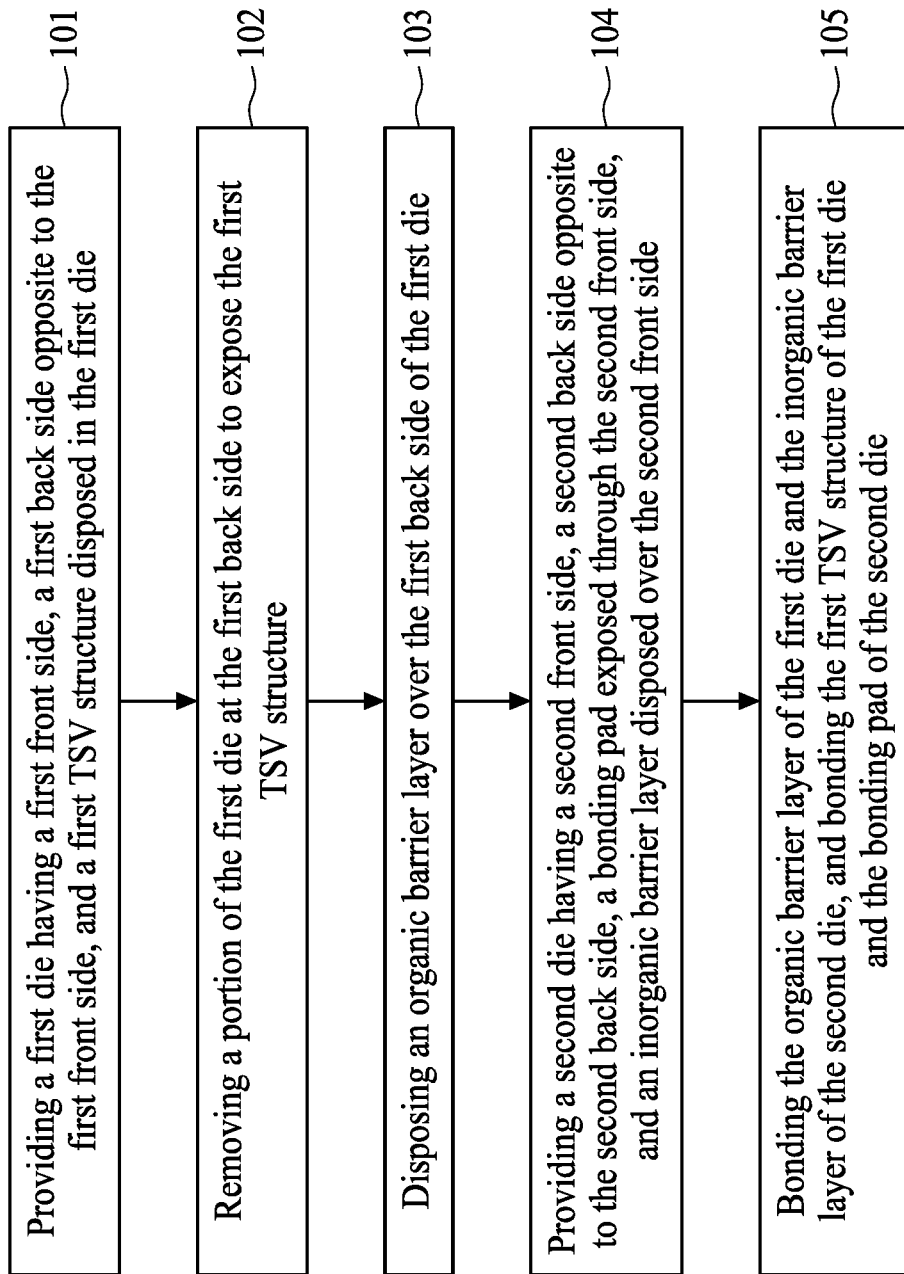 Providing a first die having a first front side, a first back side opposite to the
first front side, and a first TSV structure disposed in the first die
101
Removing a portion of the first die at the first back side to expose the first
TSV structure
102
Disposing an organic barrier layer over the first back side of the first die
103
Providing a second die having a second front side, a second back side opposite
to the second back side, a bonding pad exposed through the second front side,
and an inorganic barrier layer disposed over the second front side
104
Bonding the organic barrier layer of the first die and the inorganic barrier
layer of the second die, and bonding the first TSV structure of the first die
and the bonding pad of the second die
105